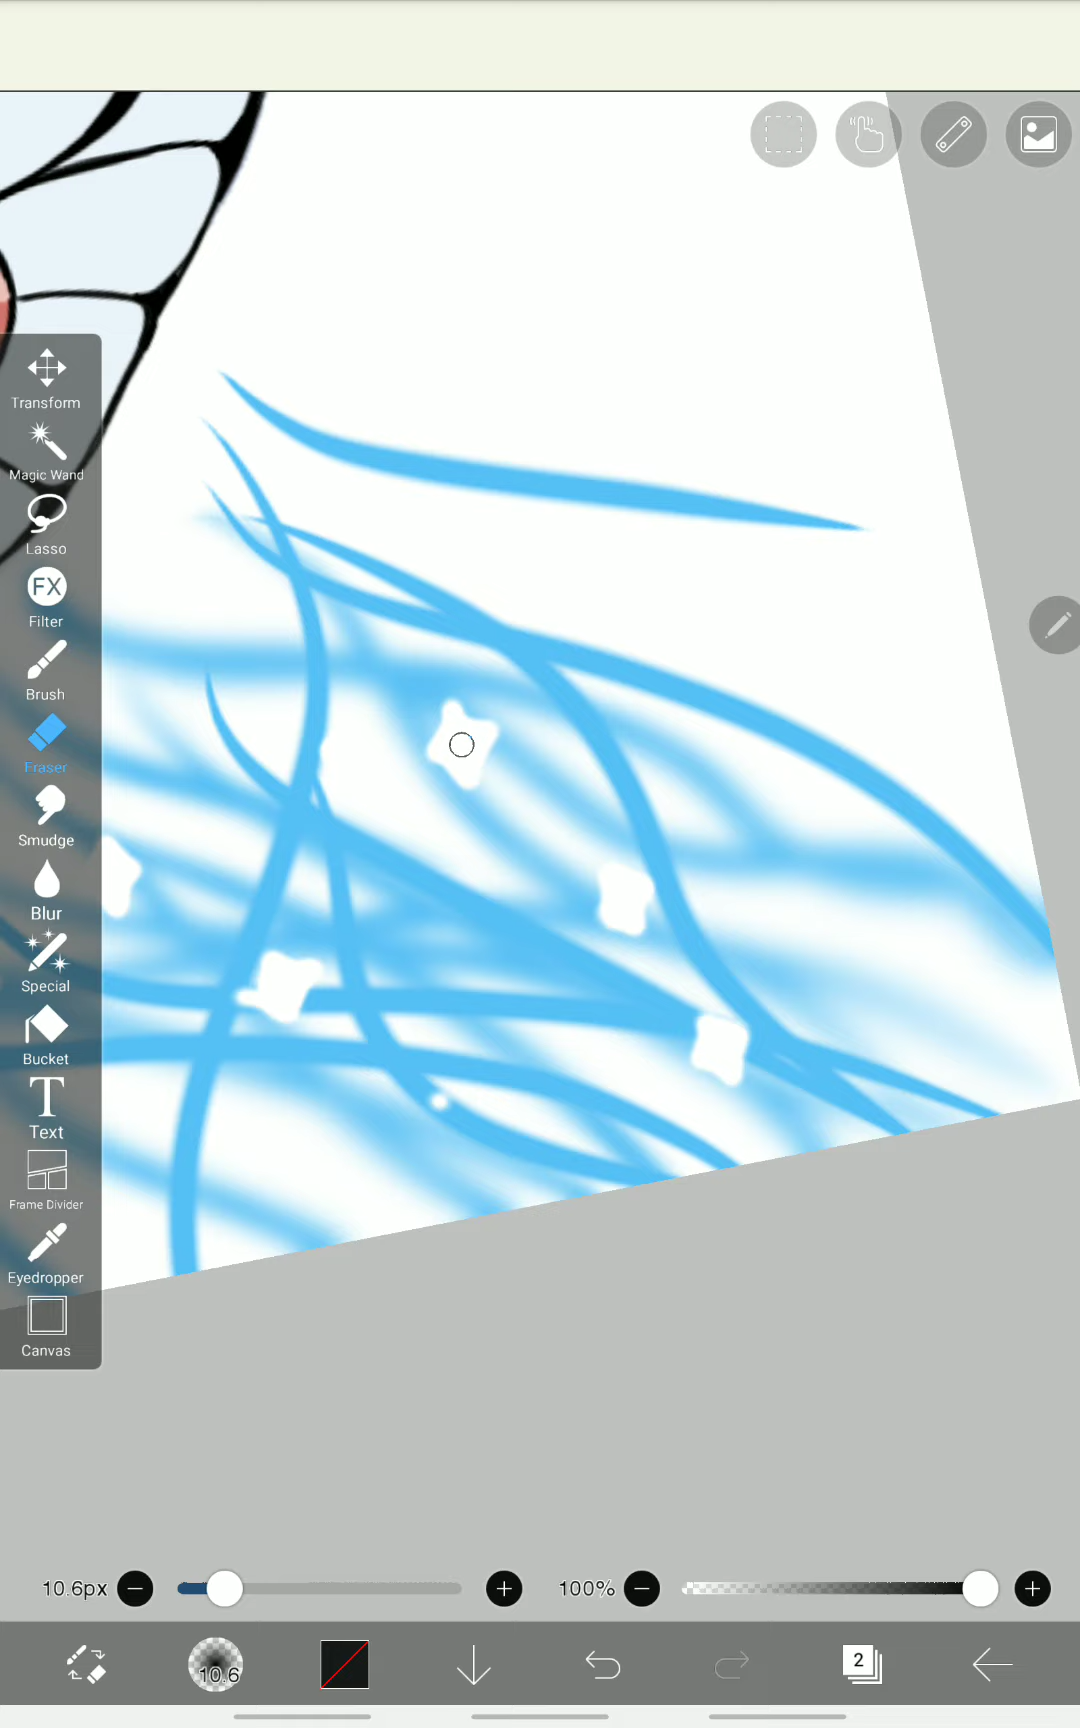 Transform
Magic Wand
Lasso
FX
Filter
Brush
Eraser
Smudge
Blur
Special
Bucket
T
Text
Frame Divider
Eyedropper
Canvas
10.6px
100%
10.6
2